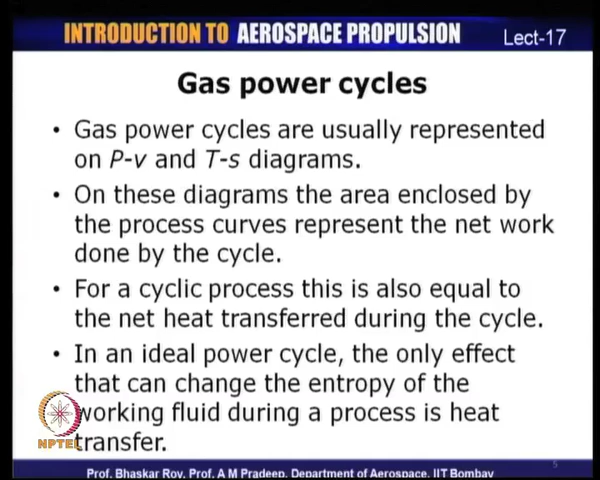 INTRODUCTION TO AEROSPACE PROPULSION Lect-17
Gas power cycles
• Gas power cycles are usually represented
on P-v and T-s diagrams.
• On these diagrams the area enclosed by
the process curves represent the net work
done by the cycle.
• For a cyclic process this is also equal to
the net heat transferred during the cycle.
• In an ideal power cycle, the only effect
that can change the entropy of the
working fluid during a process is heat
transfer.
NPTEL
5
Prof. Bhaskar Roy, Prof. A M Pradeep, Department of Aerospace, IIT Bombay